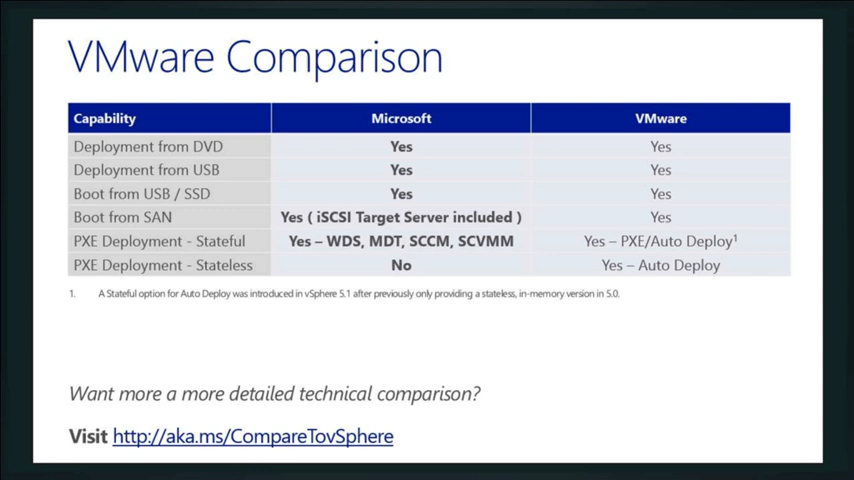 VMware Comparison
Capability Microsoft VMware
Deployment from DVD Yes Yes
Deployment from USB Yes Yes
Boot from USB / SSD Yes Yes
Boot from SAN Yes ( iSCSI Target Server included ) Yes
PXE Deployment - Stateful Yes – WDS, MDT, SCCM, SCVMM Yes – PXE/Auto Deploy¹
PXE Deployment - Stateless No Yes – Auto Deploy
1. A Stateful option for Auto Deploy was introduced in vSphere 5.1 after previously only providing a stateless, in-memory version in 5.0.
Want more a more detailed technical comparison?
Visit http://aka.ms/CompareTovSphere